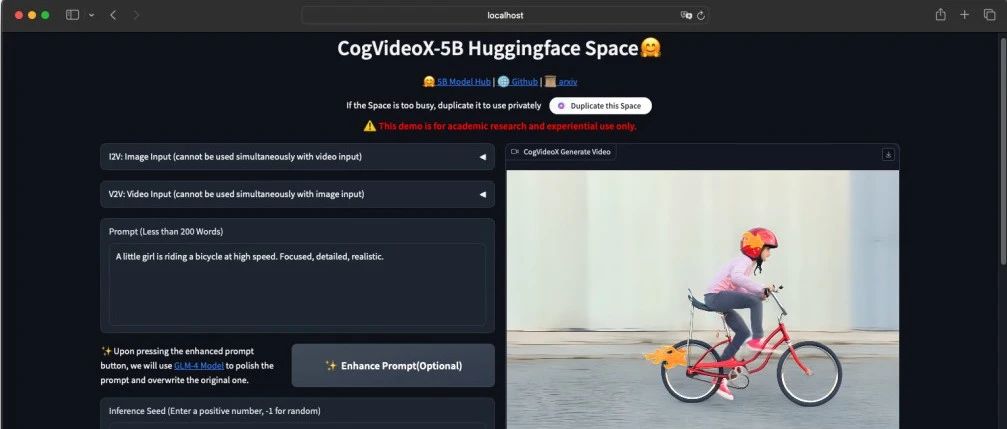 localhost
CogVideoX-5B Huggingface Space🤗
🤗 5B Model Hub | 🌐 Github | 📜 arxiv
If the Space is too busy, duplicate it to use privately Duplicate this Space
⚠️ This demo is for academic research and experiential use only.
I2V: Image Input (cannot be used simultaneously with video input)
V2V: Video Input (cannot be used simultaneously with image input)
Prompt (Less than 200 Words)
A little girl is riding a bicycle at high speed. Focused, detailed, realistic.
✨ Upon pressing the enhanced prompt
button, we will use GLM-4 Model to polish the
prompt and overwrite the original one.
✨ Enhance Prompt(Optional)
Inference Seed (Enter a positive number, -1 for random)
CogVideoX Generate Video